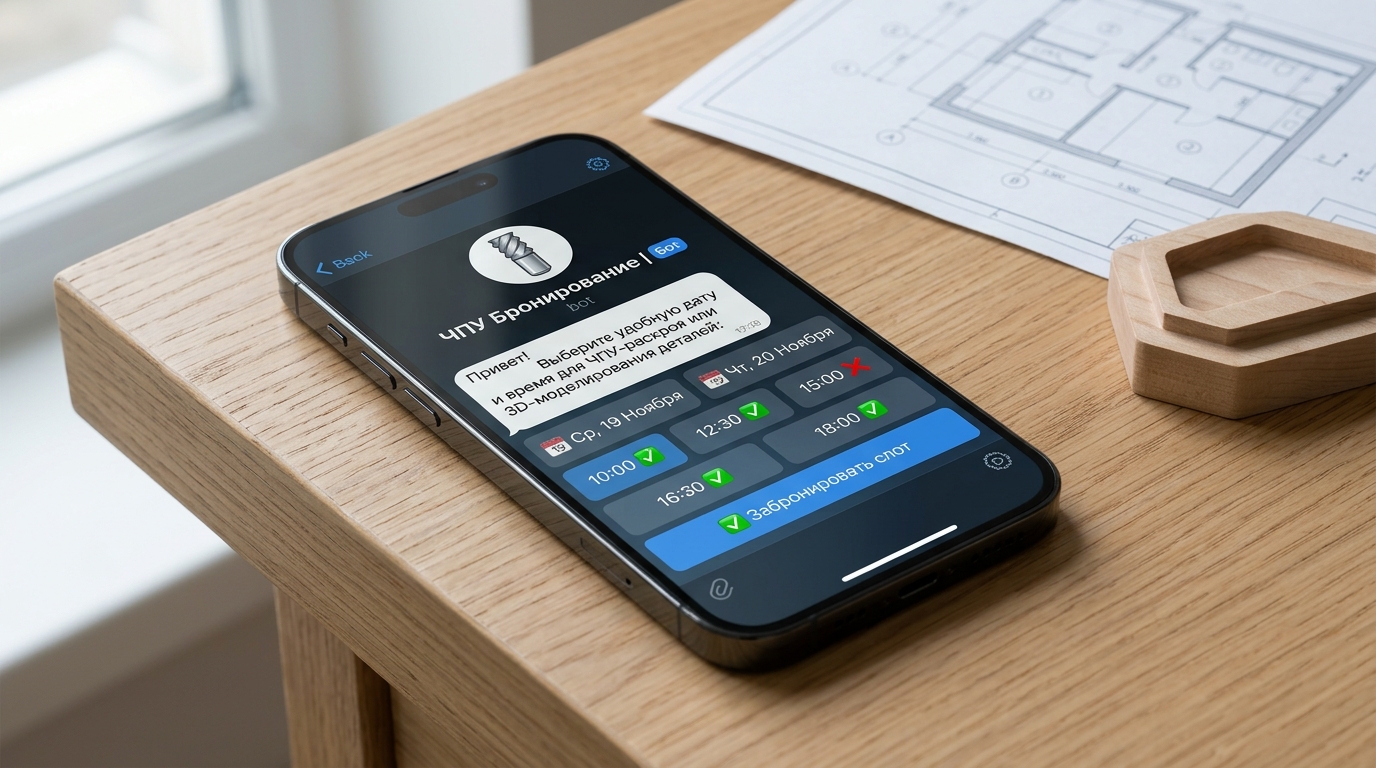 Back
ЧПУ Бронирование | бот
bot
Привет! Выберите удобную дату
и время для ЧПУ-раскроя или
3D-моделирования деталей:
Ср, 19 Ноября
Чт, 20 Ноября
10:00
12:30
15:00
16:30
18:00
Забронировать слот